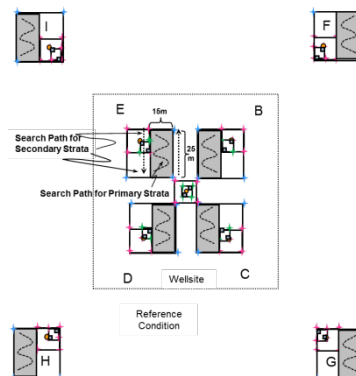 I
F
E
15m
B
Search Path for
Secondary Strata
25
m
Search Path for Primary Strata
D
Wellsite
C
Reference
Condition
H
G